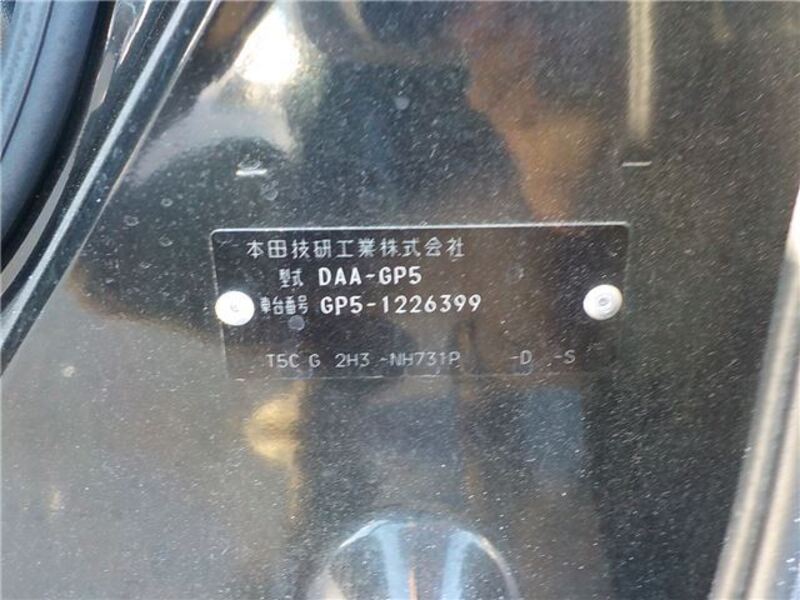 本田技研工業株式会社
型式 DAA-GP5
車台番号 GP5-1226399
T5C G 2H3 -NH731P -D -S